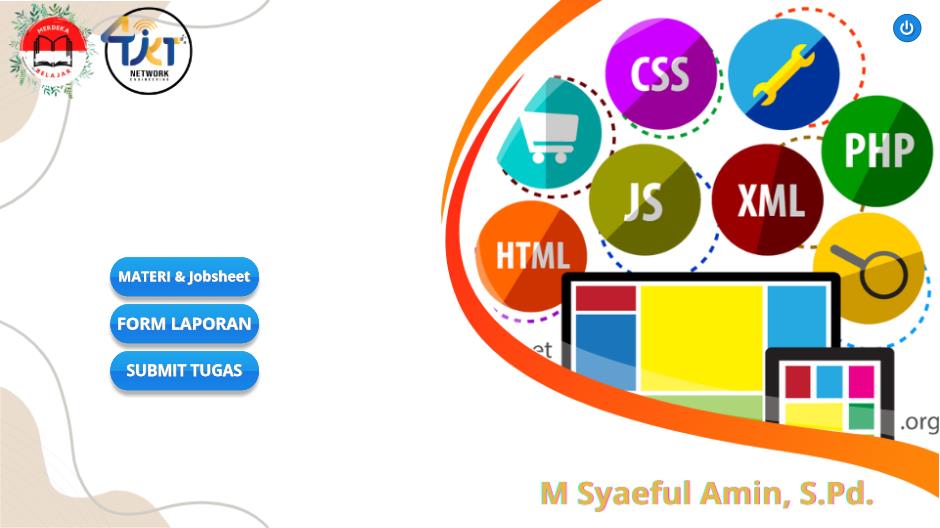 MERDEKA
BELAJAR
TJKT
NETWORK
ENGINEERING
CSS
PHP
JS
XML
HTML
MATERI & Jobsheet
FORM LAPORAN
SUBMIT TUGAS
et
.org
M Syaeful Amin, S.Pd.